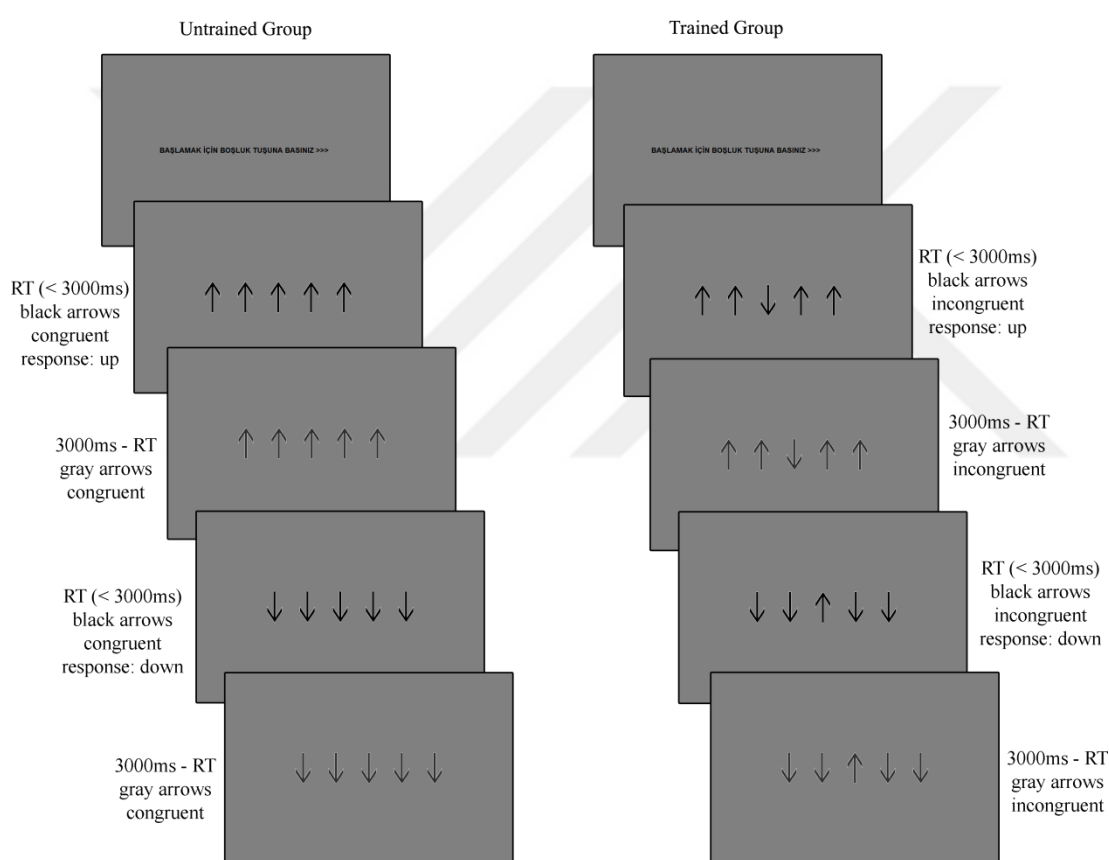 Untrained Group
BAŞLAMAK İÇİN BOŞLUK TUŞUNA BASINIZ >>>
RT (< 3000ms)
black arrows
congruent
response: up
3000ms - RT
gray arrows
congruent
RT (< 3000ms)
black arrows
congruent
response: down
3000ms - RT
gray arrows
congruent
Trained Group
BAŞLAMAK İÇİN BOŞLUK TUŞUNA BASINIZ >>>
RT (< 3000ms)
black arrows
incongruent
response: up
3000ms - RT
gray arrows
incongruent
RT (< 3000ms)
black arrows
incongruent
response: down
3000ms - RT
gray arrows
incongruent